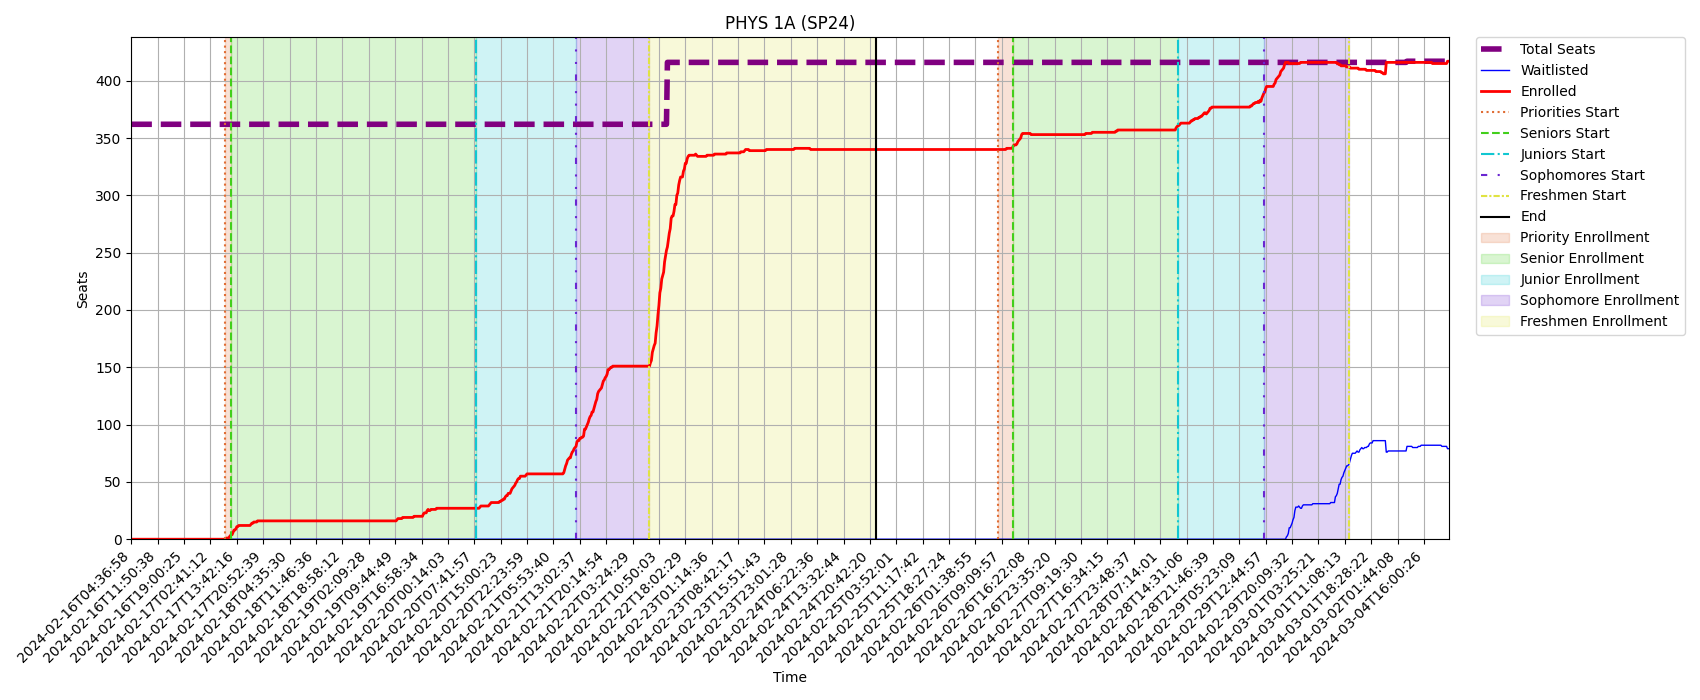 PHYS 1A (SP24)
Total Seats
Waitlisted
Enrolled
Priorities Start
Seniors Start
Juniors Start
Sophomores Start
Freshmen Start
End
Priority Enrollment
Senior Enrollment
Junior Enrollment
Sophomore Enrollment
Freshmen Enrollment
Seats
400
350
300
250
200
150
100
50
0
2024-02-16T04:36:58
2024-02-16T11:50:38
2024-02-16T19:00:25
2024-02-17T02:41:12
2024-02-17T13:42:16
2024-02-17T20:52:39
2024-02-18T04:35:30
2024-02-18T11:46:36
2024-02-18T18:58:12
2024-02-19T02:09:28
2024-02-19T09:44:49
2024-02-19T16:58:34
2024-02-20T00:14:03
2024-02-20T07:41:57
2024-02-20T15:00:23
2024-02-20T22:23:59
2024-02-21T05:53:40
2024-02-21T13:02:37
2024-02-21T20:14:54
2024-02-22T03:24:29
2024-02-22T10:50:03
2024-02-22T18:02:29
2024-02-23T01:14:36
2024-02-23T08:42:17
2024-02-23T15:51:43
2024-02-23T23:01:28
2024-02-24T06:22:36
2024-02-24T13:32:44
2024-02-24T20:42:20
2024-02-25T03:52:01
2024-02-25T11:17:42
2024-02-25T18:27:24
2024-02-26T01:38:55
2024-02-26T09:09:57
2024-02-26T16:22:08
2024-02-26T23:35:20
2024-02-27T09:19:30
2024-02-27T16:34:15
2024-02-27T23:48:37
2024-02-28T07:14:01
2024-02-28T14:31:06
2024-02-28T21:46:39
2024-02-29T05:23:09
2024-02-29T12:44:57
2024-02-29T20:09:32
2024-03-01T03:25:21
2024-03-01T11:08:13
2024-03-01T18:28:22
2024-03-02T01:44:08
2024-03-04T16:00:26
Time